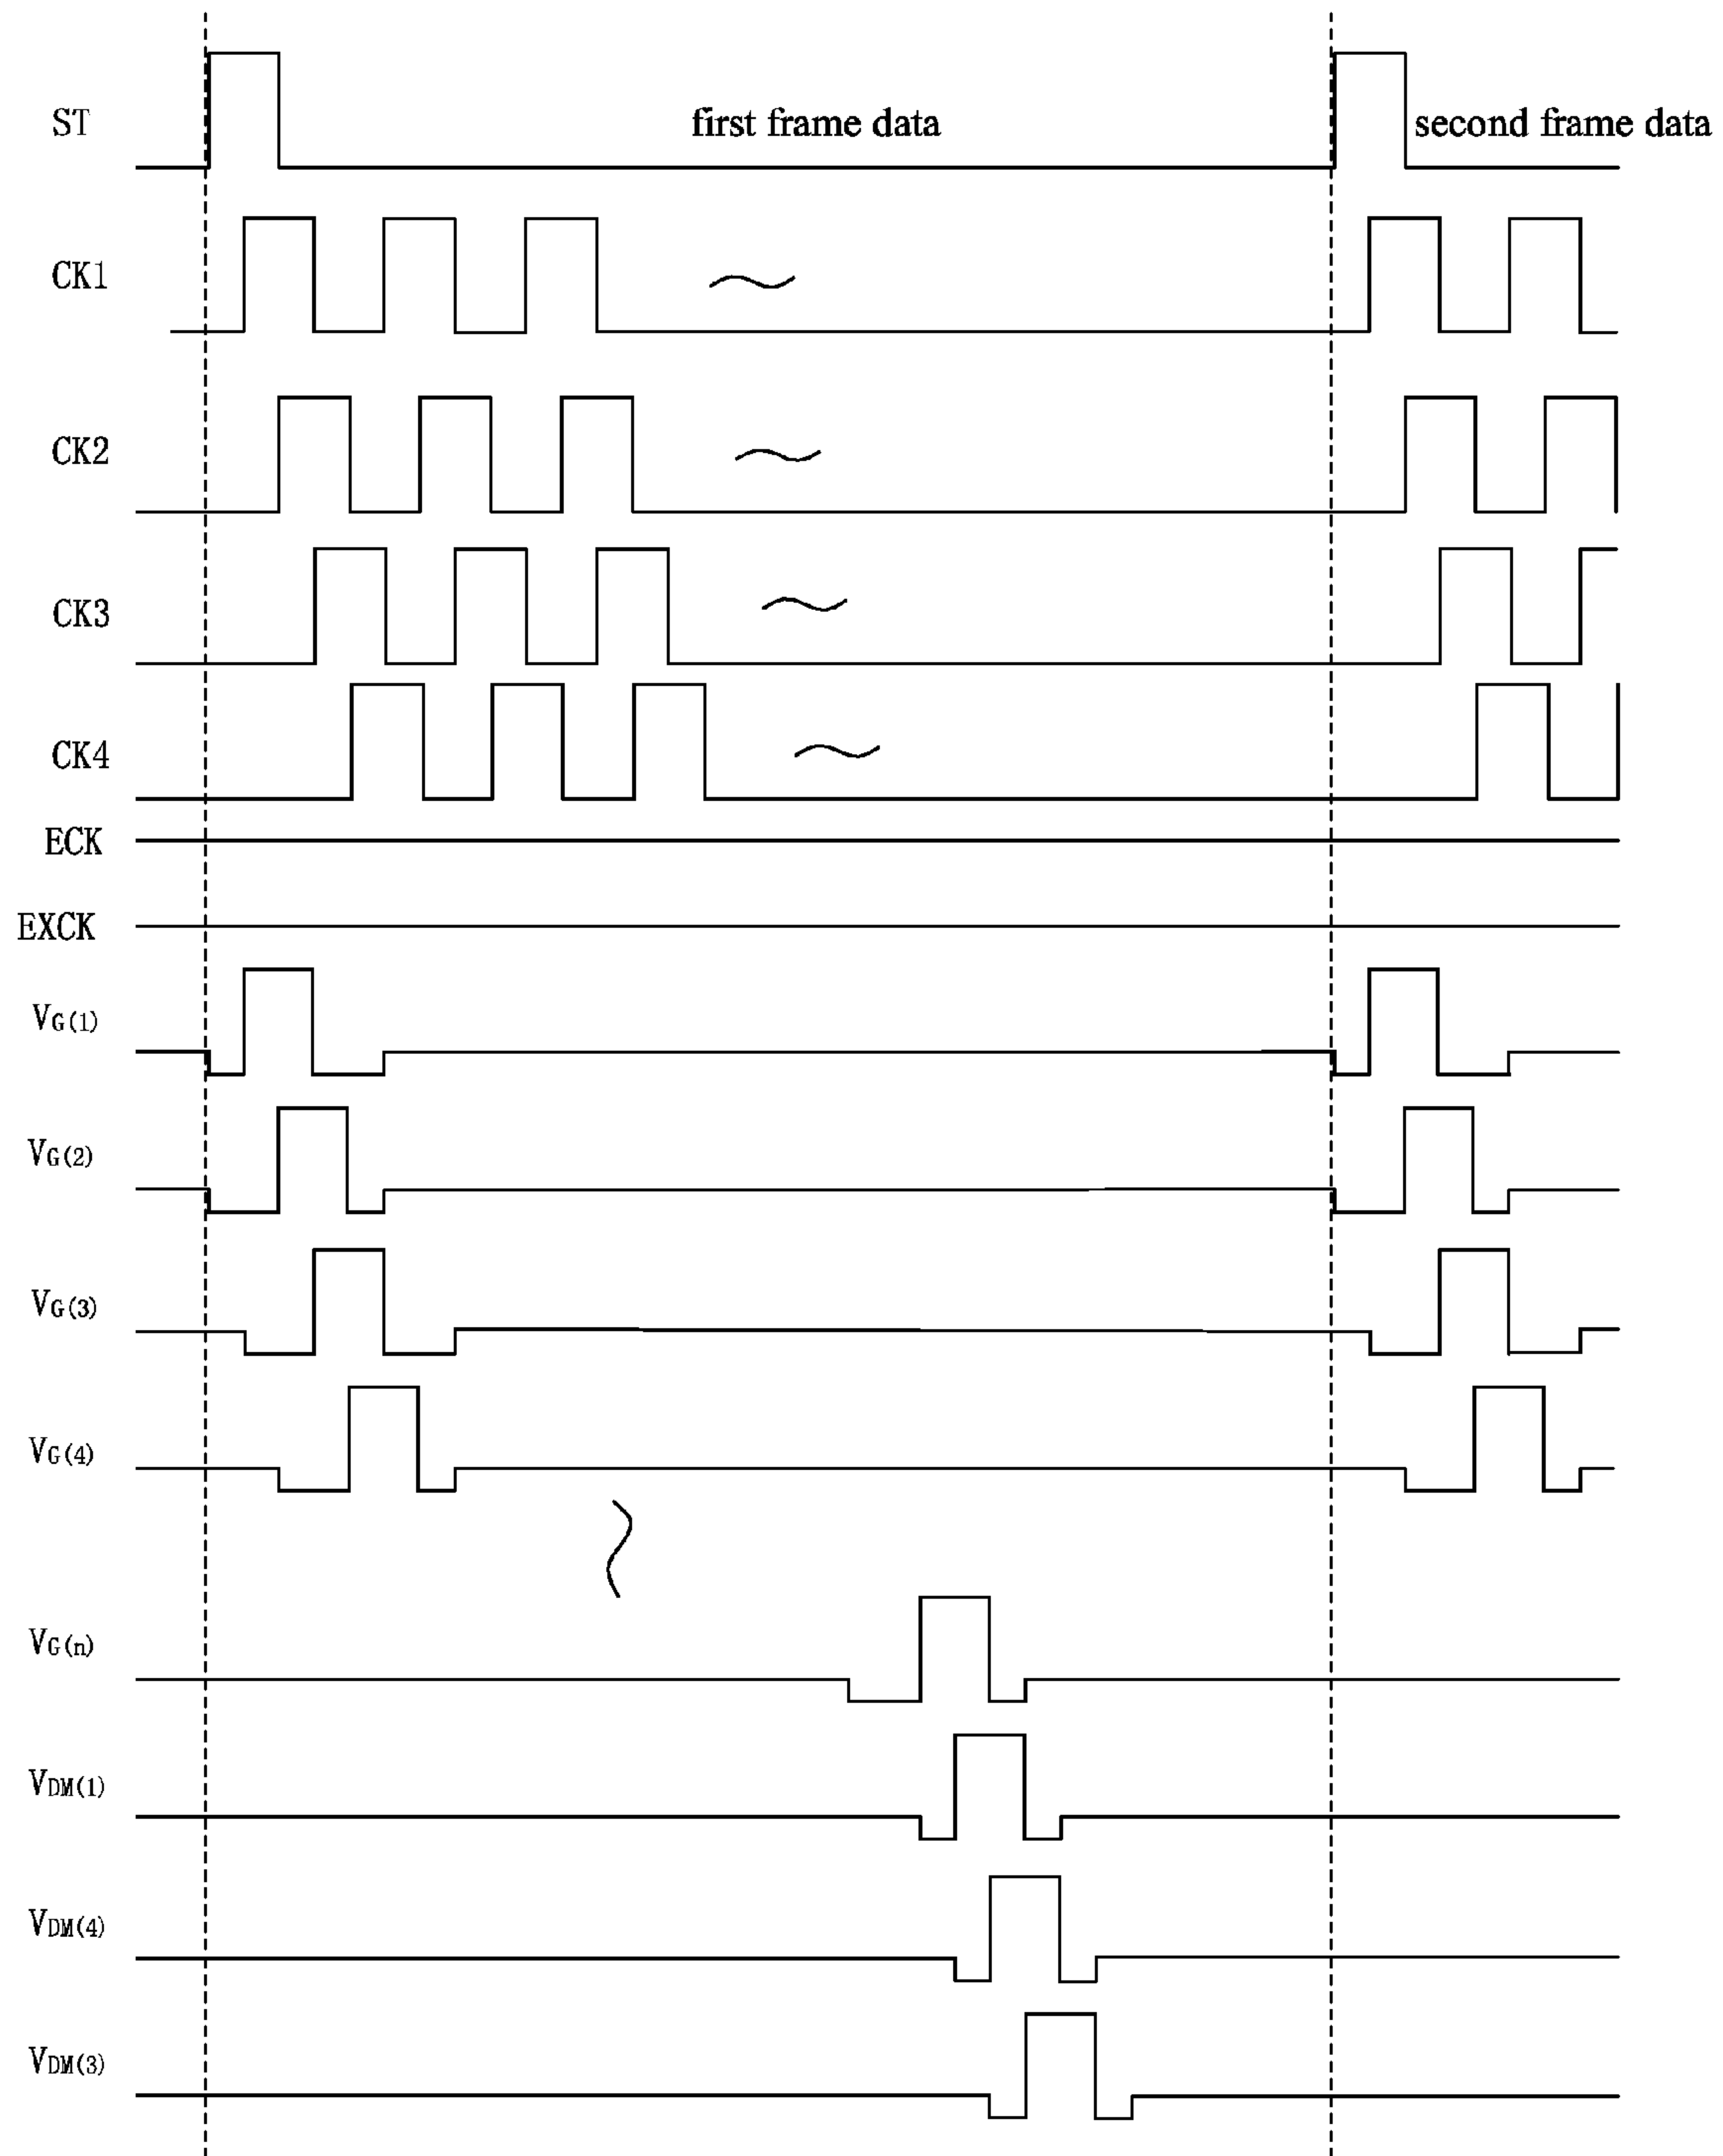 ST
first frame data
second frame data
CK1
CK2
CK3
CK4
ECK
EXCK
VG(1)
VG(2)
VG(3)
VG(4)
VG(n)
VDM(1)
VDM(4)
VDM(3)